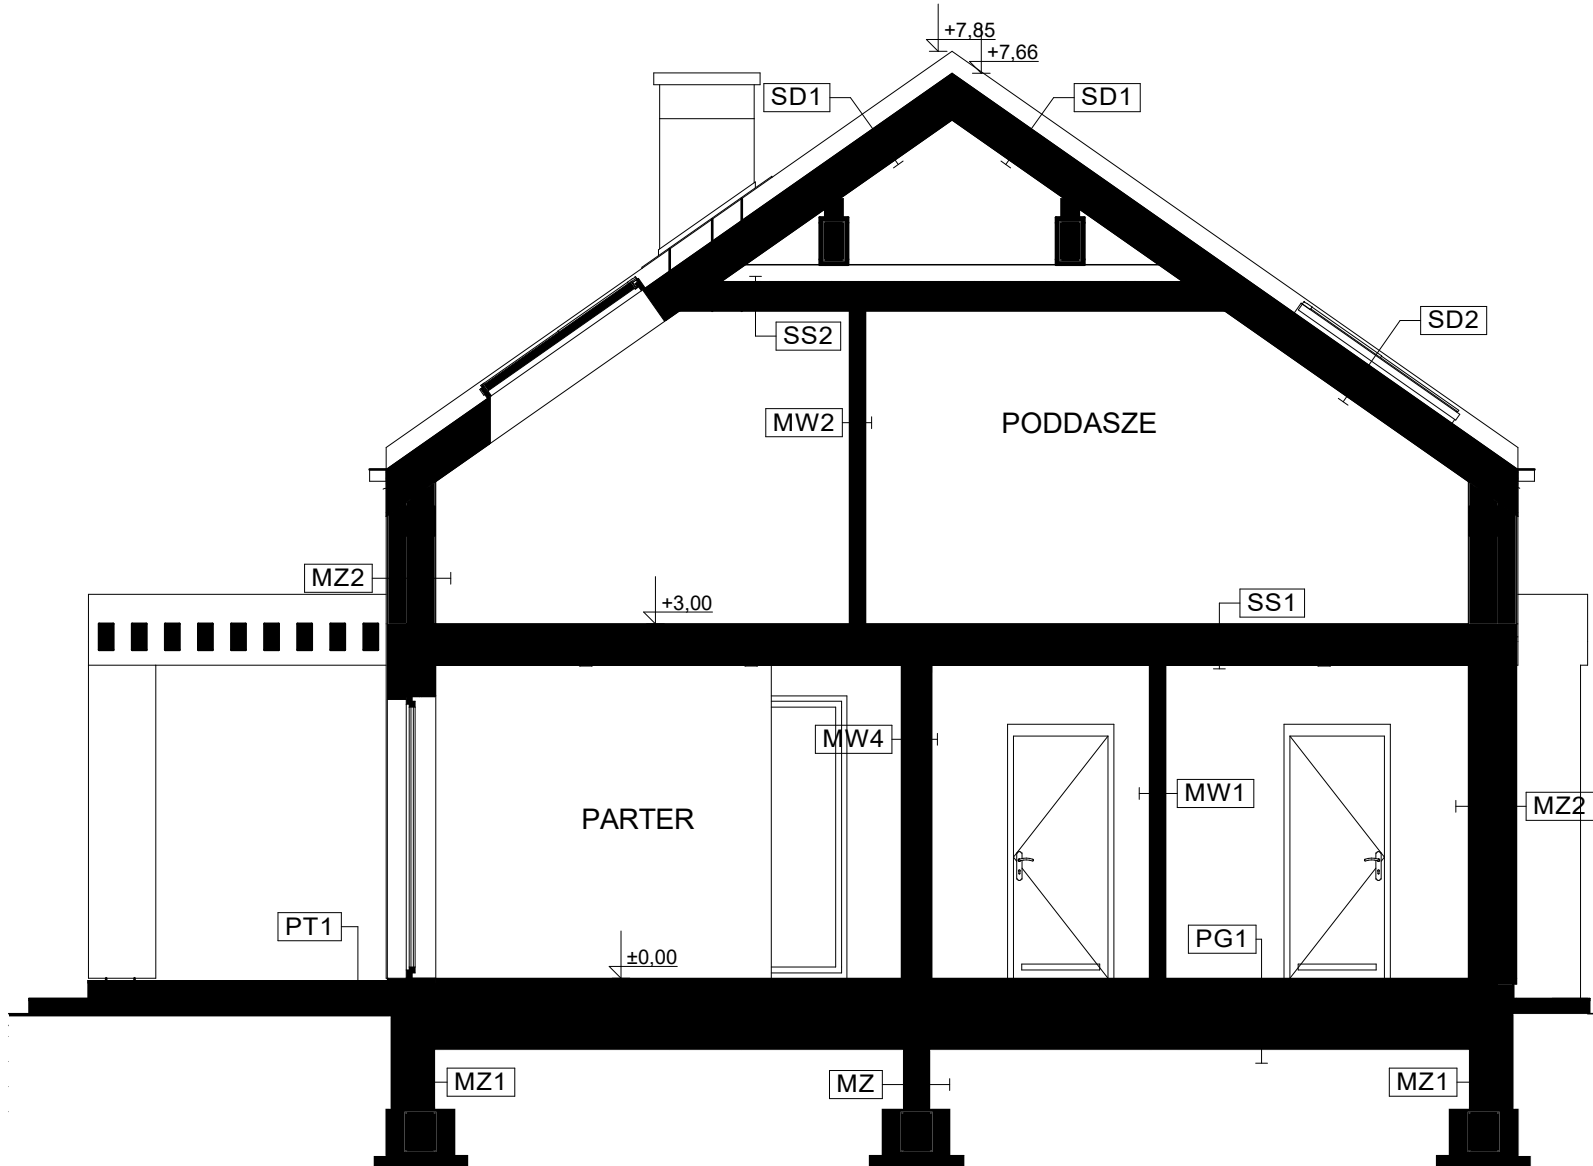 +7,85
+7,66
SD1
SD1
SD2
SS2
MW2
PODDASZE
MZ2
+3,00
SS1
MW4
MW1
MZ2
PARTER
PT1
PG1
±0,00
MZ1
MZ
MZ1